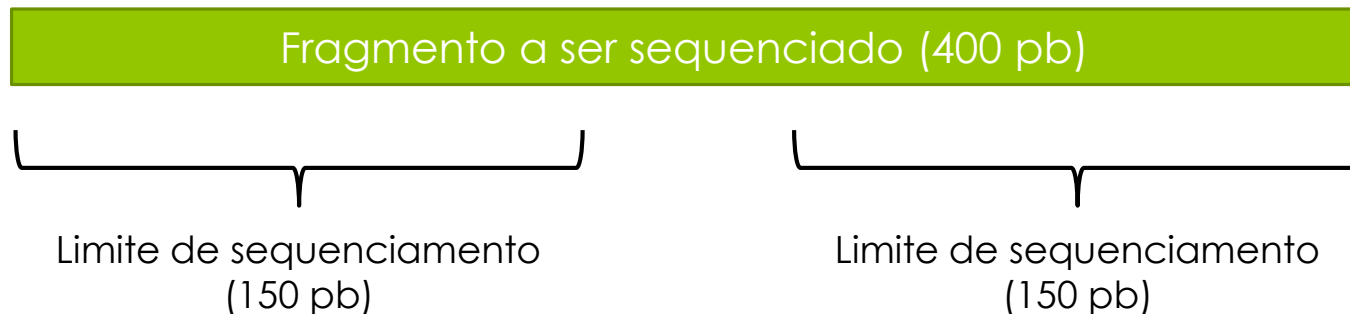 Fragmento a ser sequenciado (400 pb)
Limite de sequenciamento
(150 pb)
Limite de sequenciamento
(150 pb)